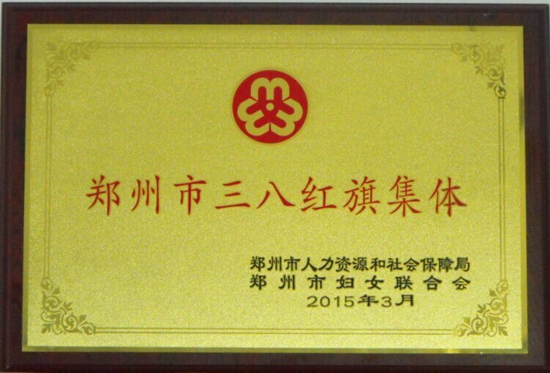 郑州市三八红旗集体
郑州市人力资源和社会保障局
郑州市妇女联合会
2015年3月